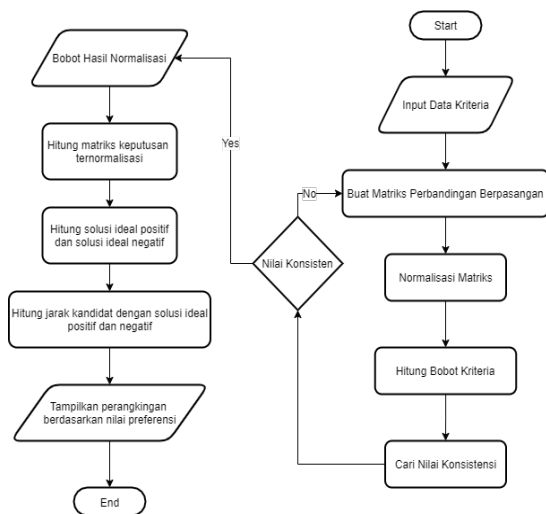 Start
Input Data Kriteria
Buat Matriks Perbandingan Berpasangan
Normalisasi Matriks
Hitung Bobot Kriteria
Cari Nilai Konsistensi
Nilai Konsisten
No
Yes
Bobot Hasil Normalisasi
Hitung matriks keputusan
ternormalisasi
Hitung solusi ideal positif
dan solusi ideal negatif
Hitung jarak kandidat dengan solusi ideal
positif dan negatif
Tampilkan perangkingan
berdasarkan nilai preferensi
End